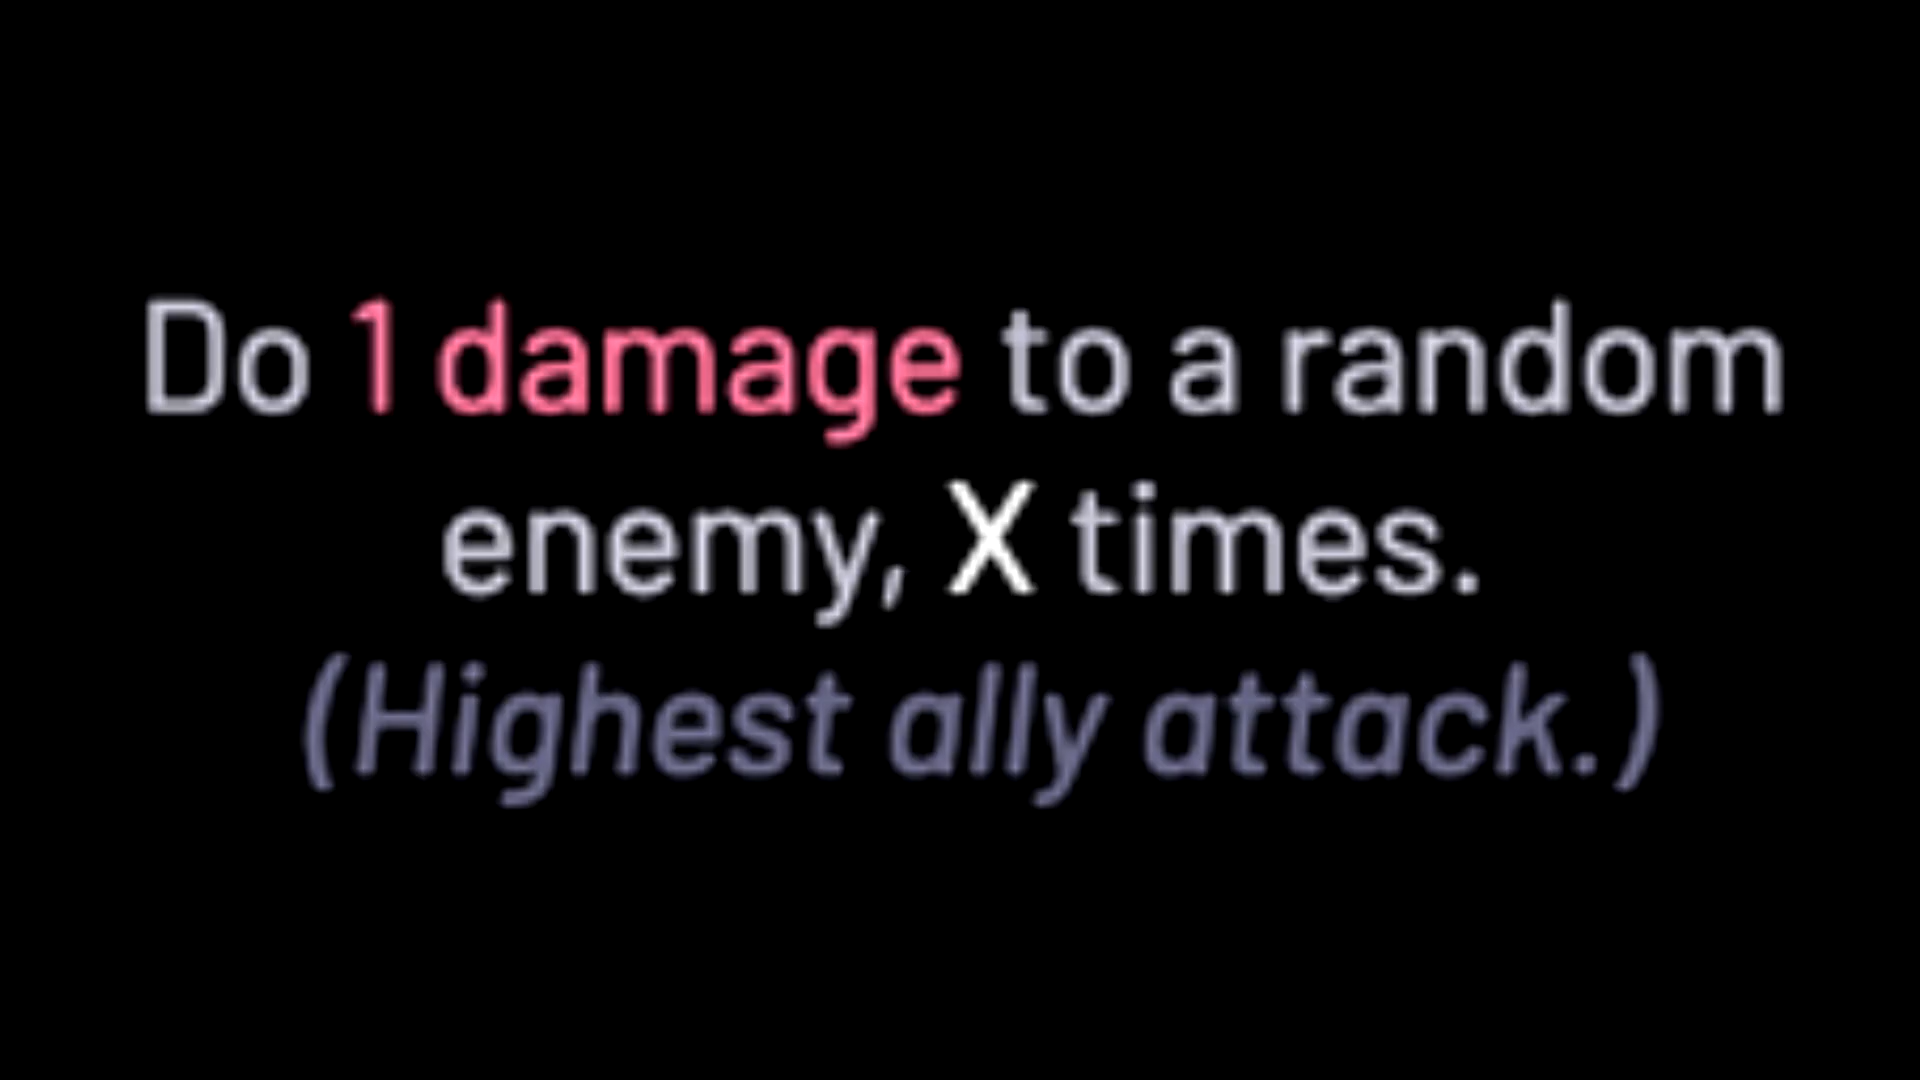 Do 1 damage to a random
enemy, X times.
(Highest ally attack.)